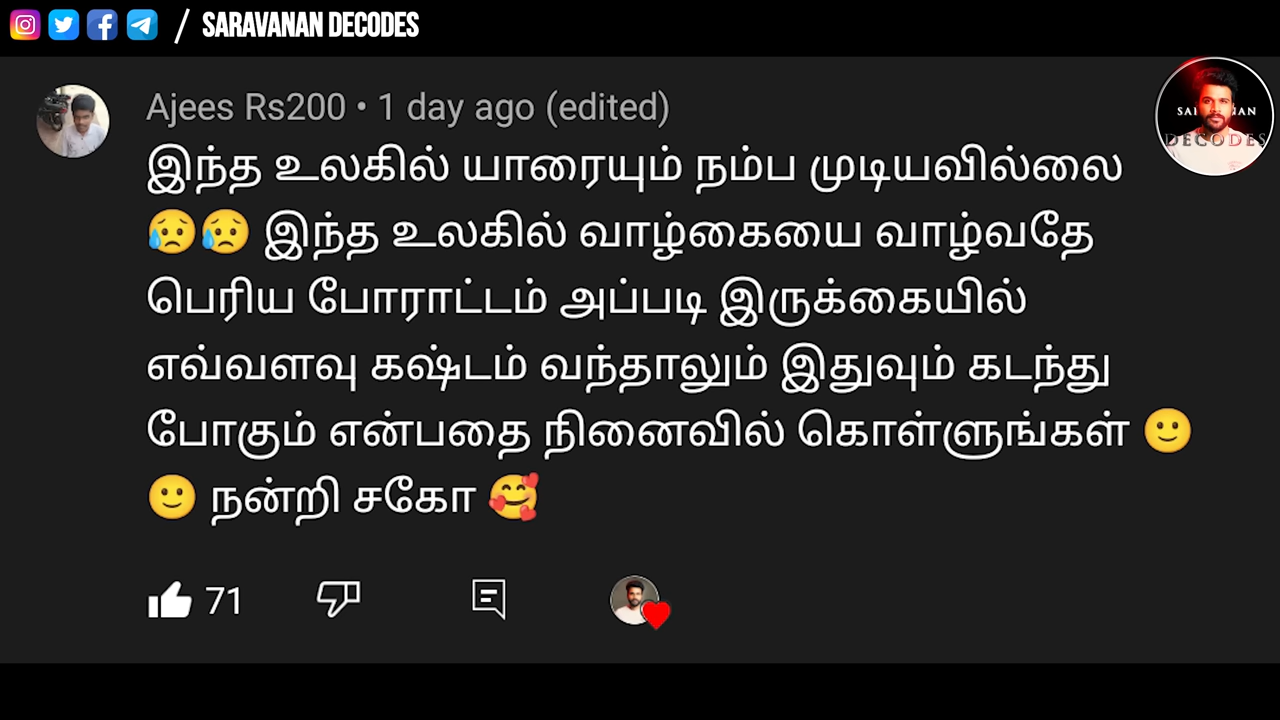 / SARAVANAN DECODES
Ajees Rs200 • 1 day ago (edited)
இந்த உலகில் யாரையும் நம்ப முடியவில்லை
😥😥 இந்த உலகில் வாழ்கையை வாழ்வதே
பெரிய போராட்டம் அப்படி இருக்கையில்
எவ்வளவு கஷ்டம் வந்தாலும் இதுவும் கடந்து
போகும் என்பதை நினைவில் கொள்ளுங்கள் 🙂
🙂 நன்றி சகோ 🥰
71
DECODES